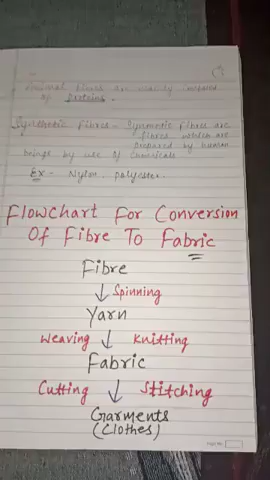 Animal fibres are mainly
of proteins.
Synthetic Fibres - Synthetic fibres are
fibres which are
prepared by human
beings by use of chemicals
Ex - Nylon, polyester.
Flowchart For Conversion
Of Fibre To Fabric
Fibre
↓ Spinning
Yarn
Weaving ↓ Knitting
Fabric
Cutting ↓ Stitching
Garments
(Clothes)